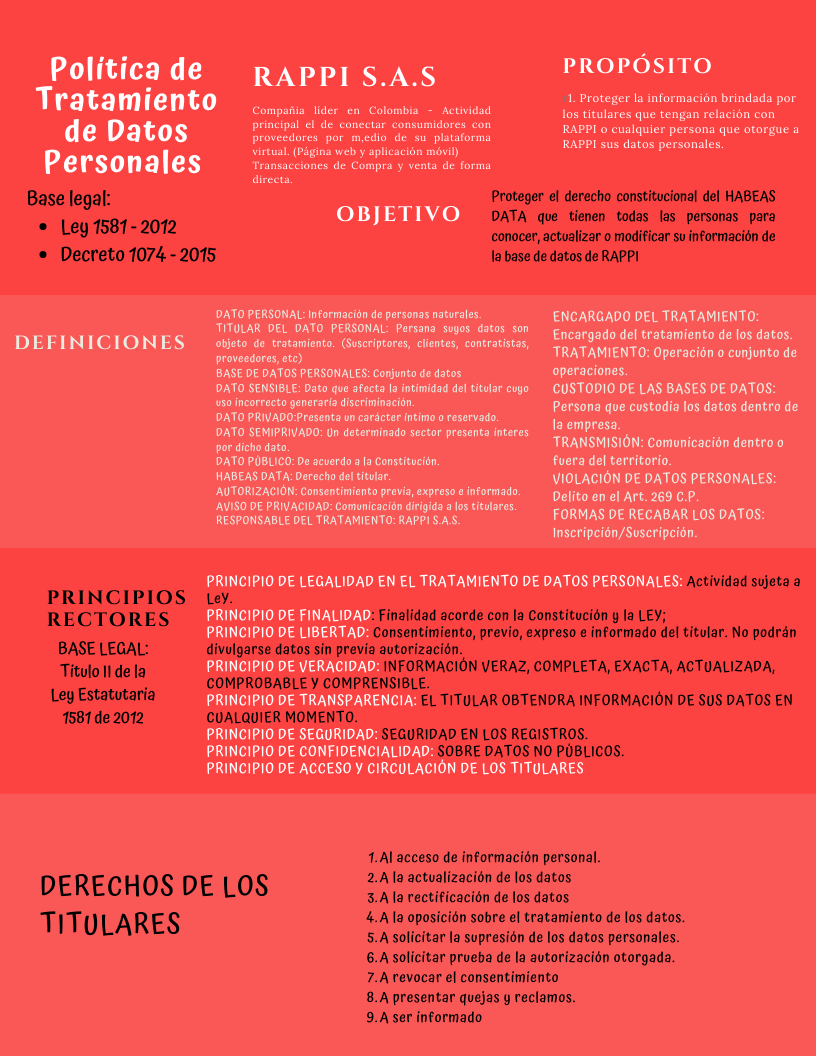 Política de
Tratamiento
de Datos
Personales
Base legal:
• Ley 1581 - 2012
• Decreto 1074 - 2015
RAPPI S.A.S
Compañia líder en Colombia - Actividad
principal el de conectar consumidores con
proveedores por m,edio de su plataforma
virtual. (Página web y aplicación móvil)
Transacciones de Compra y venta de forma
directa.
PROPÓSITO
1. Proteger la información brindada por
los titulares que tengan relación con
RAPPI o cualquier persona que otorgue a
RAPPI sus datos personales.
OBJETIVO
Proteger el derecho constitucional del HABEAS
DATA que tienen todas las personas para
conocer, actualizar o modificar su información de
la base de datos de RAPPI
DEFINICIONES
DATO PERSONAL: Información de personas naturales.
TITULAR DEL DATO PERSONAL: Persana suyos datos son
objeto de tratamiento. (Suscriptores, clientes, contratistas,
proveedores, etc)
BASE DE DATOS PERSONALES: Conjunto de datos
DATO SENSIBLE: Dato que afecta la intimidad del titular cuyo
uso incorrecto generaría discriminación.
DATO PRIVADO:Presenta un carácter íntimo o reservado.
DATO SEMIPRIVADO: Un determinado sector presenta interes
por dicho dato.
DATO PÚBLICO: De acuerdo a la Constitución.
HABEAS DATA: Derecho del titular.
AUTORIZACIÓN: Consentimiento previa, expreso e informado.
AVISO DE PRIVACIDAD: Comunicación dirigida a los titulares.
RESPONSABLE DEL TRATAMIENTO: RAPPI S.A.S.
ENCARGADO DEL TRATAMIENTO:
Encargado del tratamiento de los datos.
TRATAMIENTO: Operación o cunjunto de
operaciones.
CUSTODIO DE LAS BASES DE DATOS:
Persona que custodia los datos dentro de
la empresa.
TRANSMISIÓN: Comunicación dentro o
fuera del territorio.
VIOLACIÓN DE DATOS PERSONALES:
Delito en el Art. 269 C.P.
FORMAS DE RECABAR LOS DATOS:
Inscripción/Suscripción.
PRINCIPIOS
RECTORES
BASE LEGAL:
Título II de la
Ley Estatutaria
1581 de 2012
PRINCIPIO DE LEGALIDAD EN EL TRATAMIENTO DE DATOS PERSONALES: Actividad sujeta a
LeY.
PRINCIPIO DE FINALIDAD: Finalidad acorde con la Constitución y la LEY;
PRINCIPIO DE LIBERTAD: Consentimiento, previo, expreso e informado del titular. No podrán
divulgarse datos sin previa autorización.
PRINCIPIO DE VERACIDAD: INFORMACIÓN VERAZ, COMPLETA, EXACTA, ACTUALIZADA,
COMPROBABLE Y COMPRENSIBLE.
PRINCIPIO DE TRANSPARENCIA: EL TITULAR OBTENDRA INFORMACIÓN DE SUS DATOS EN
CUALQUIER MOMENTO.
PRINCIPIO DE SEGURIDAD: SEGURIDAD EN LOS REGISTROS.
PRINCIPIO DE CONFIDENCIALIDAD: SOBRE DATOS NO PÚBLICOS.
PRINCIPIO DE ACCESO Y CIRCULACIÓN DE LOS TITULARES
DERECHOS DE LOS
TITULARES
1. Al acceso de información personal.
2. A la actualización de los datos
3. A la rectificación de los datos
4. A la oposición sobre el tratamiento de los datos.
5. A solicitar la supresión de los datos personales.
6. A solicitar prueba de la autorización otorgada.
7. A revocar el consentimiento
8. A presentar quejas y reclamos.
9. A ser informado